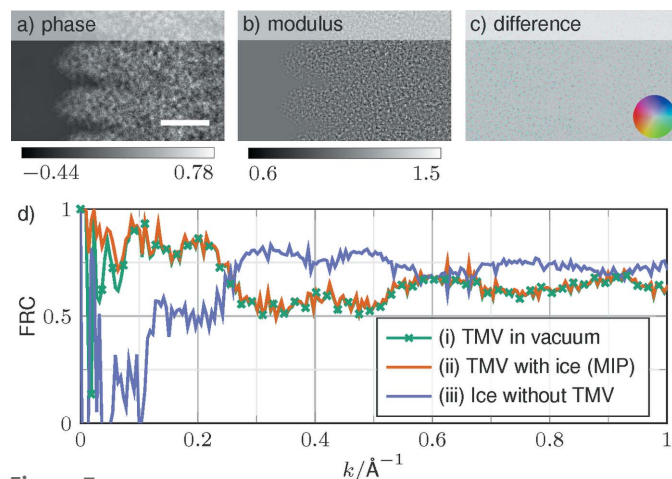 a) phase
b) modulus
c) difference
−0.44
0.78
0.6
1.5
d)
1
0.5
0
FRC
(i) TMV in vacuum
(ii) TMV with ice (MIP)
(iii) Ice without TMV
0 0.2 0.4 0.6 0.8 1
k/Å⁻¹